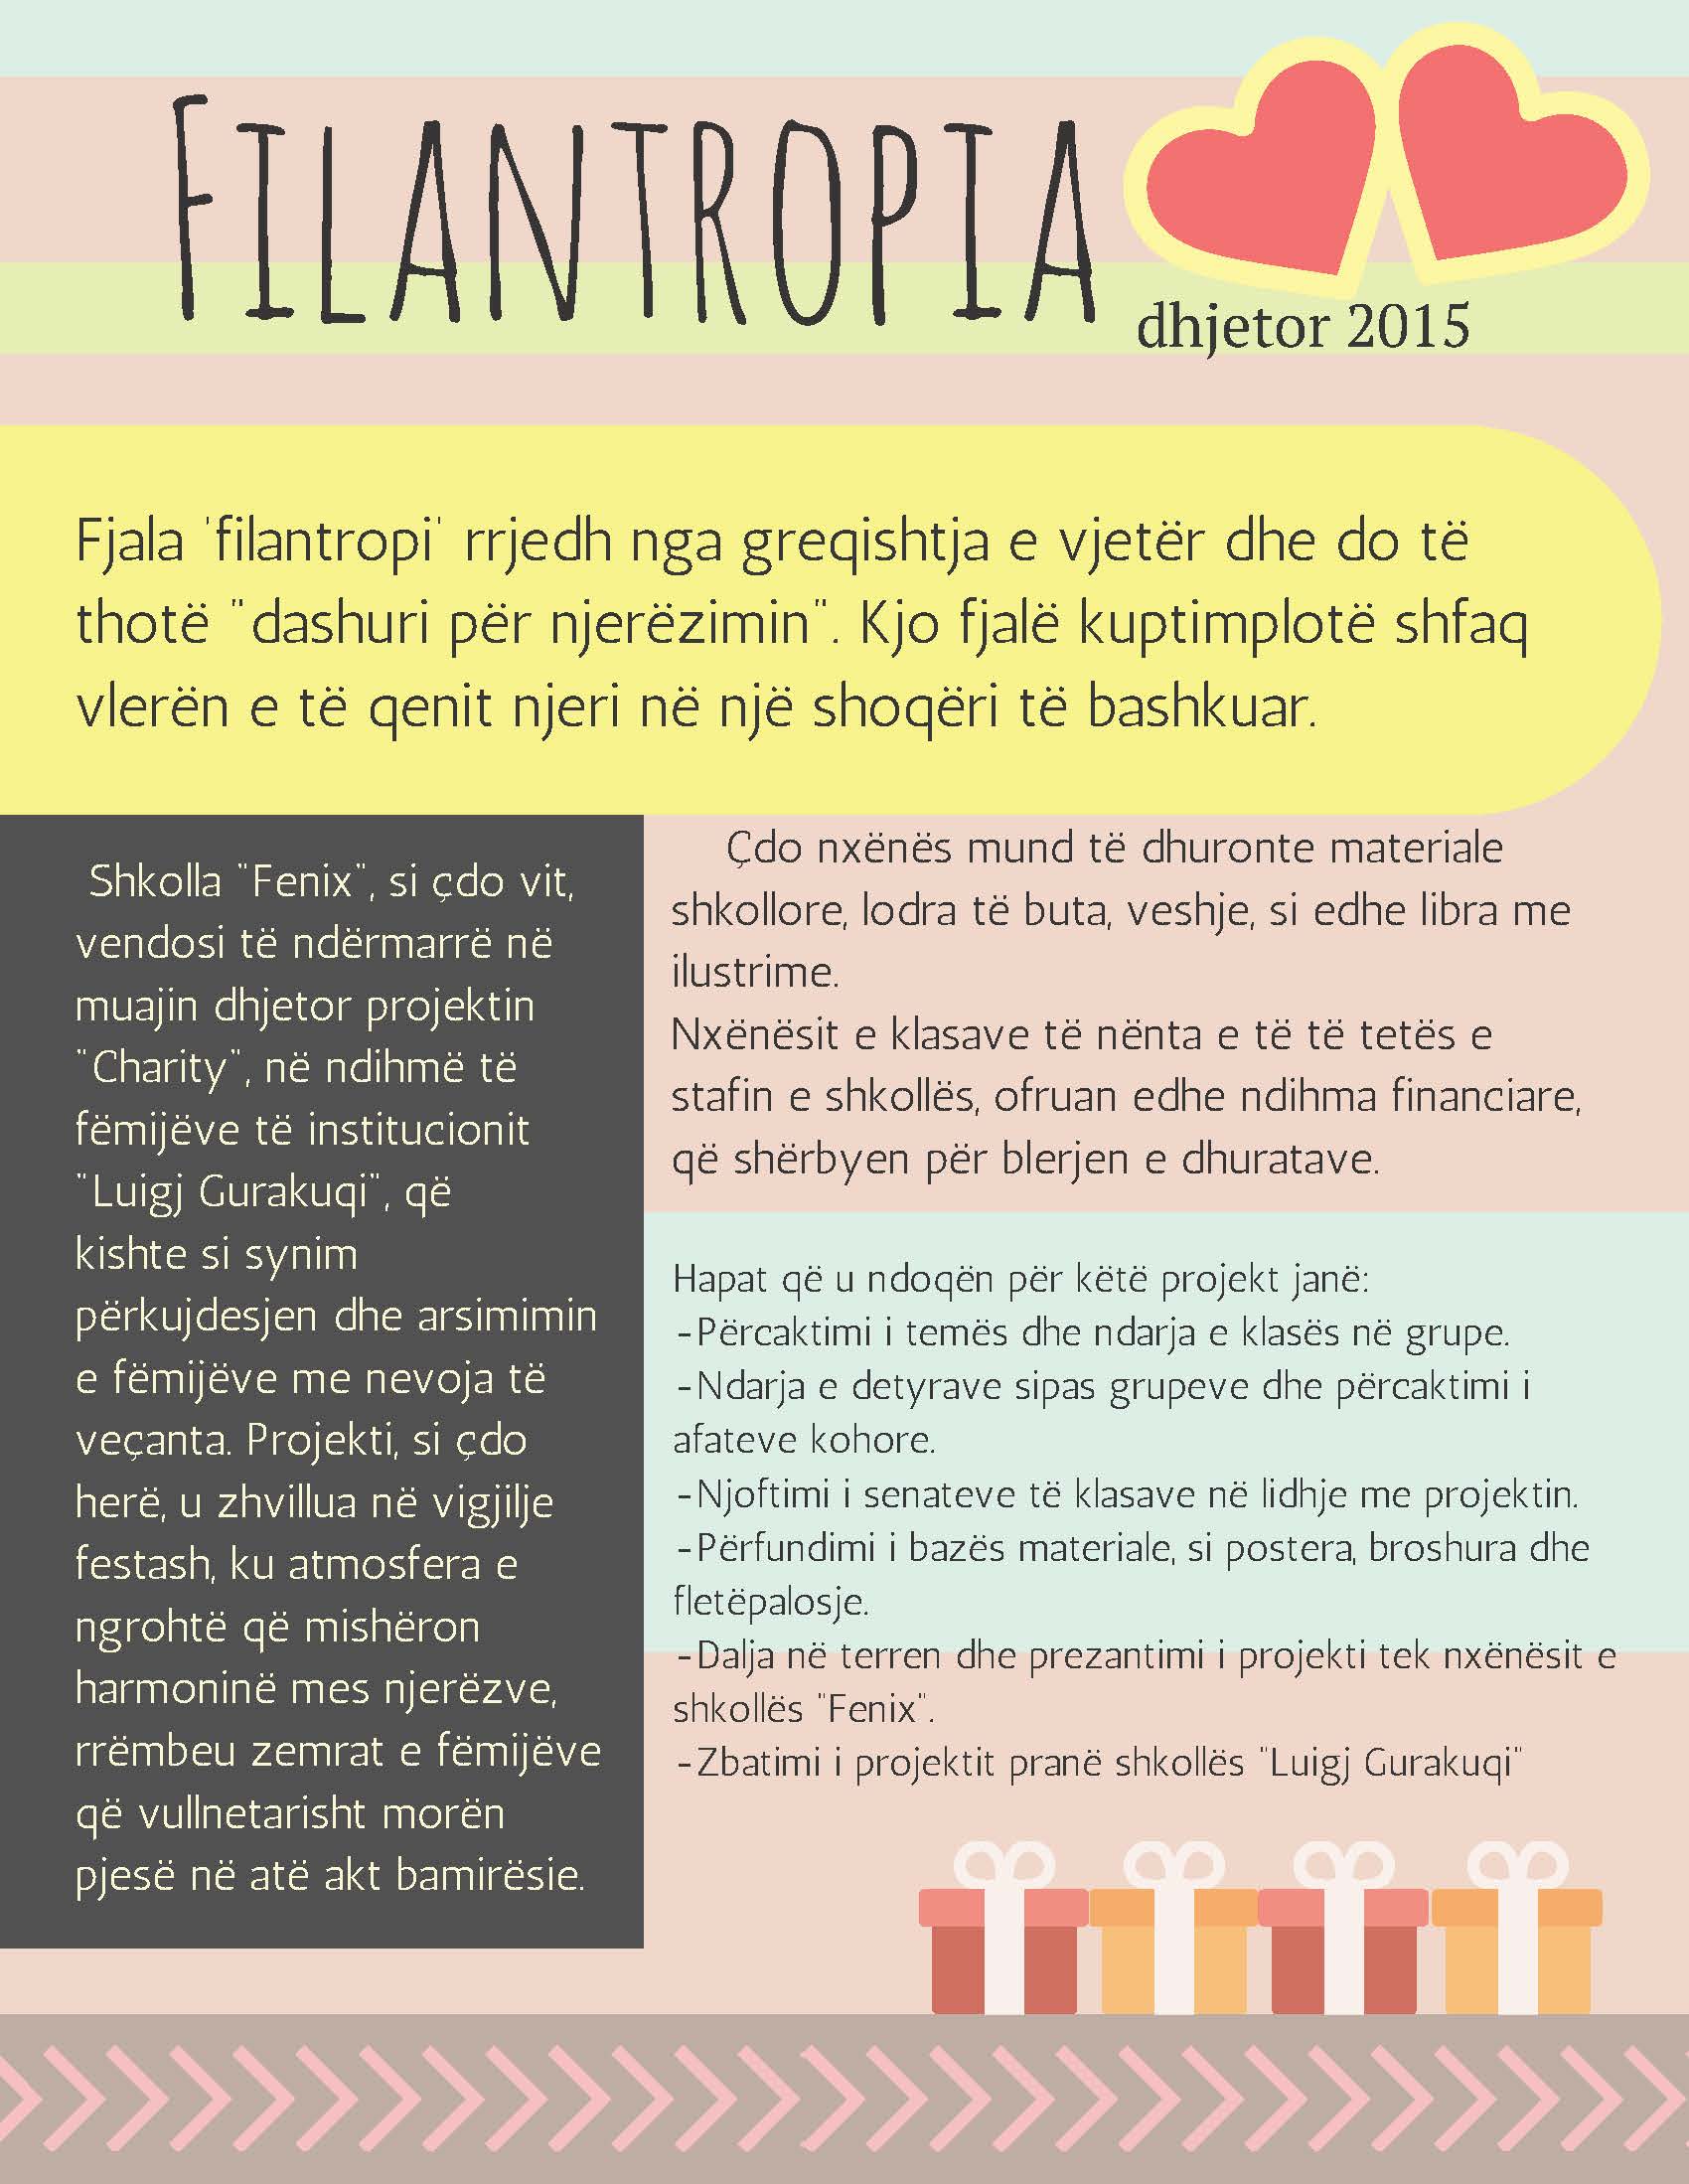 FILANTROPIA
dhjetor 2015
Fjala 'filantropi' rrjedh nga greqishtja e vjetër dhe do të
thotë "dashuri për njerëzimin". Kjo fjalë kuptimplotë shfaq
vlerën e të qenit njeri në një shoqëri të bashkuar.
Shkolla "Fenix", si çdo vit,
vendosi të ndërmarrë në
muajin dhjetor projektin
"Charity", në ndihmë të
fëmijëve të institucionit
"Luigj Gurakuqi", që
kishte si synim
përkujdesjen dhe arsimimin
e fëmijëve me nevoja të
veçanta. Projekti, si çdo
herë, u zhvillua në vigjilje
festash, ku atmosfera e
ngrohtë që mishëron
harmoninë mes njerëzve,
rrëmbeu zemrat e fëmijëve
që vullnetarisht morën
pjesë në atë akt bamirësie.
Çdo nxënës mund të dhuronte materiale
shkollore, lodra të buta, veshje, si edhe libra me
ilustrime.
Nxënësit e klasave të nënta e të të tetës e
stafin e shkollës, ofruan edhe ndihma financiare,
që shërbyen për blerjen e dhuratave.
Hapat që u ndoqën për këtë projekt janë:
-Përcaktimi i temës dhe ndarja e klasës në grupe.
-Ndarja e detyrave sipas grupeve dhe përcaktimi i
afateve kohore.
-Njoftimi i senateve të klasave në lidhje me projektin.
-Përfundimi i bazës materiale, si postera, broshura dhe
fletëpalosje.
-Dalja në terren dhe prezantimi i projekti tek nxënësit e
shkollës "Fenix".
-Zbatimi i projektit pranë shkollës "Luigj Gurakuqi"